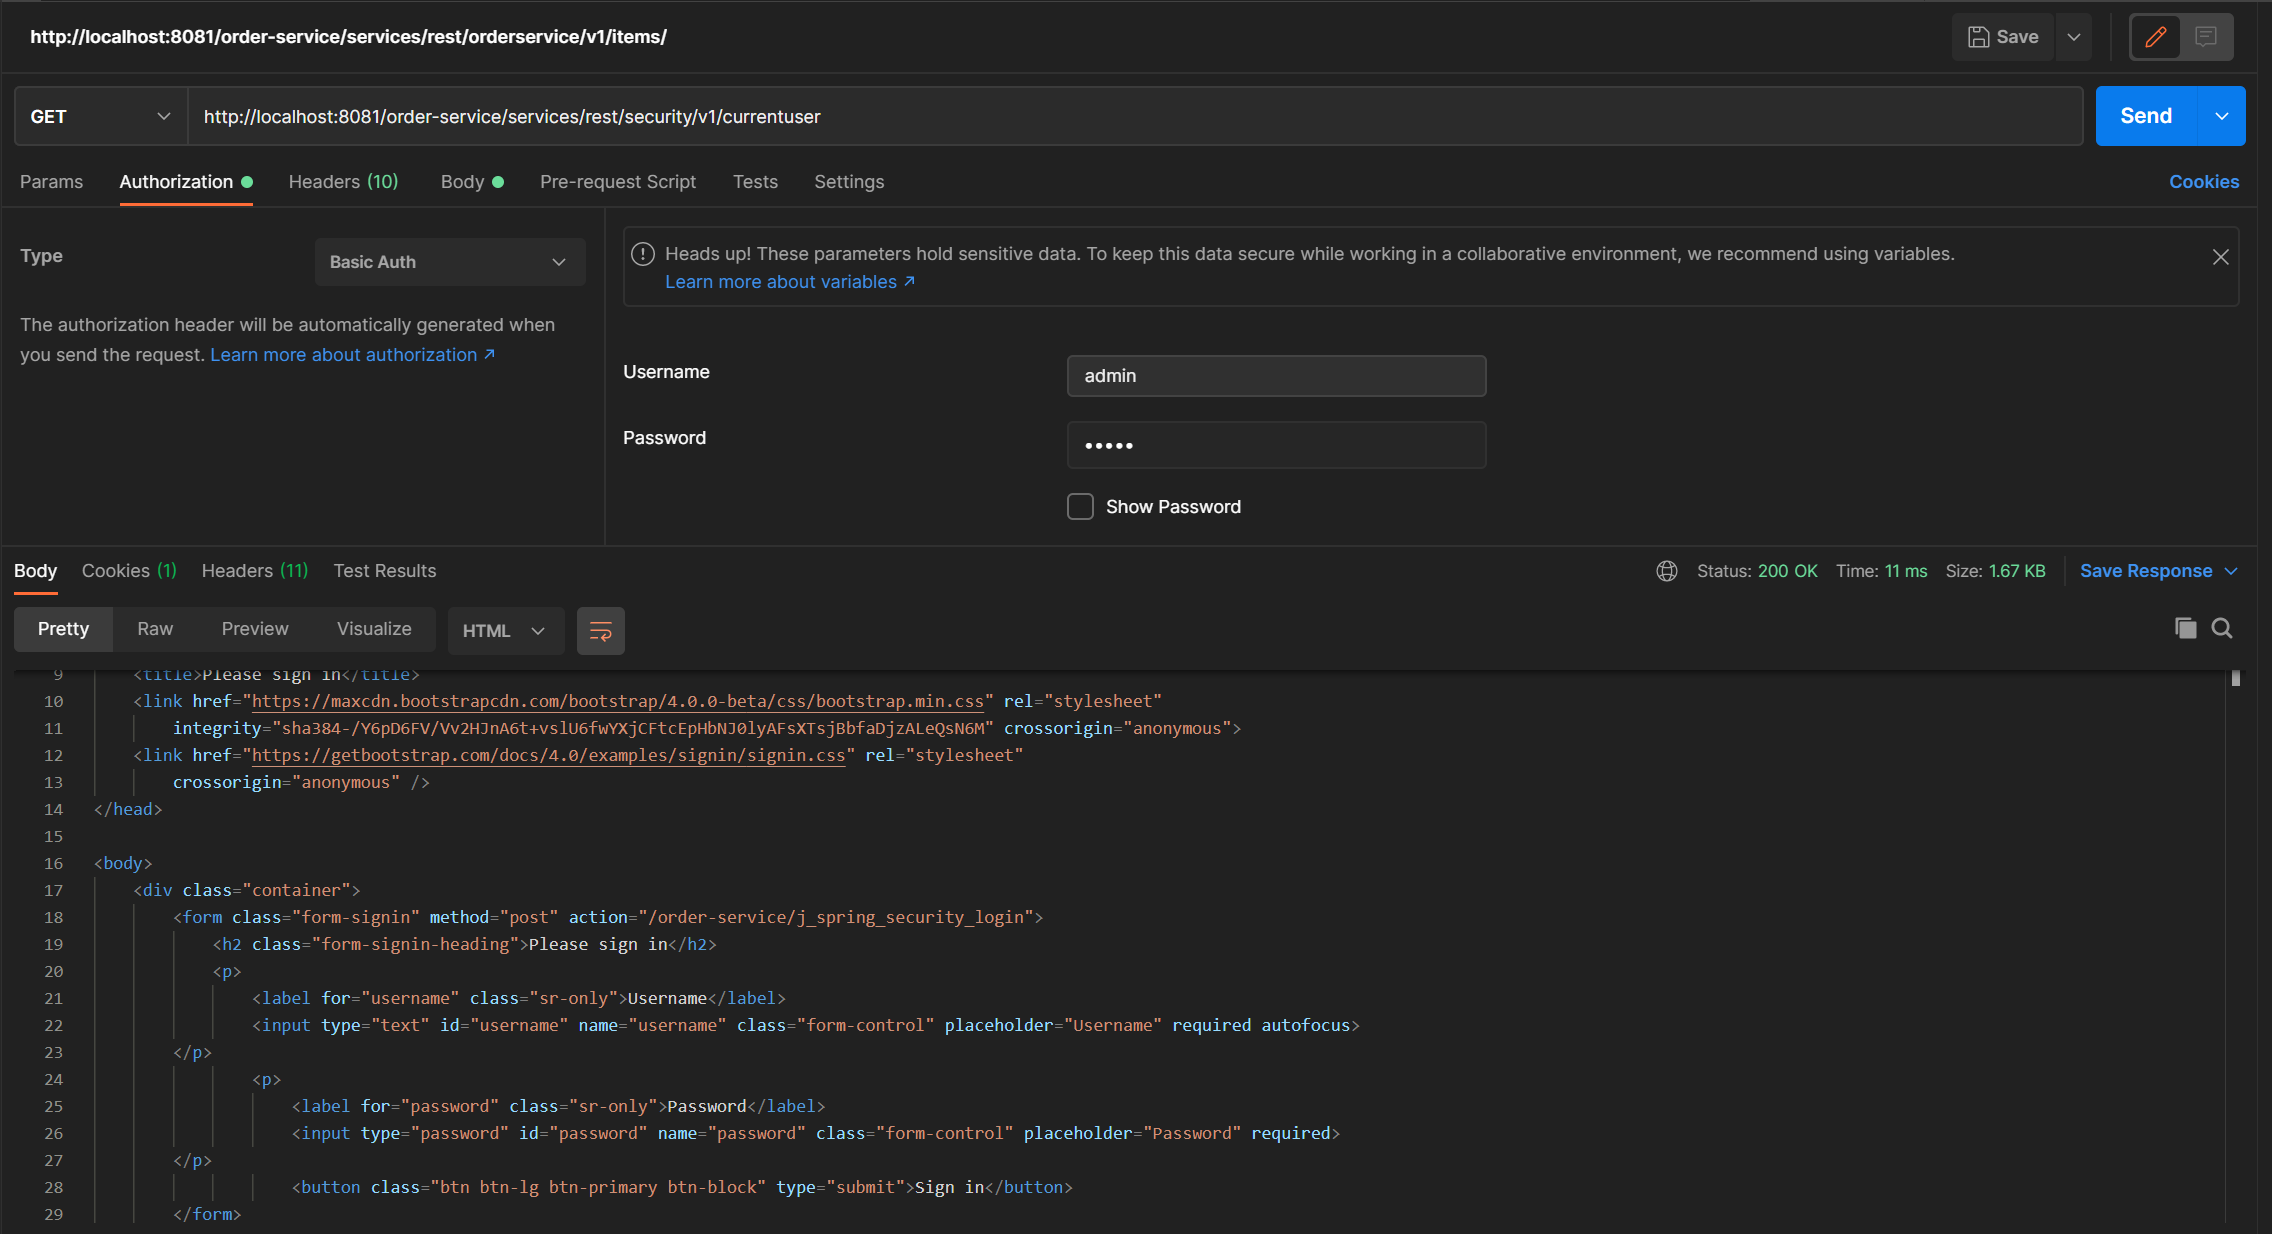 http://localhost:8081/order-service/services/rest/orderservice/v1/items/
Save
GET
http://localhost:8081/order-service/services/rest/security/v1/currentuser
Send
Params
Authorization
Headers (10)
Body
Pre-request Script
Tests
Settings
Cookies
Type
Basic Auth
The authorization header will be automatically generated when
you send the request. Learn more about authorization ↗
Heads up! These parameters hold sensitive data. To keep this data secure while working in a collaborative environment, we recommend using variables.
Learn more about variables ↗
Username
admin
Password
•••••
Show Password
Body
Cookies (1)
Headers (11)
Test Results
Status: 200 OK
Time: 11 ms
Size: 1.67 KB
Save Response
Pretty
Raw
Preview
Visualize
HTML
9 <title>Please sign in</title>
10 <link href="https://maxcdn.bootstrapcdn.com/bootstrap/4.0.0-beta/css/bootstrap.min.css" rel="stylesheet"
11 integrity="sha384-/Y6pD6FV/Vv2HJnA6t+vslU6fwYXjCFtcEpHbNJ0lyAFsXTsjBbfaDjzALeQsN6M" crossorigin="anonymous">
12 <link href="https://getbootstrap.com/docs/4.0/examples/signin/signin.css" rel="stylesheet"
13 crossorigin="anonymous" />
14 </head>
15
16 <body>
17 <div class="container">
18 <form class="form-signin" method="post" action="/order-service/j_spring_security_login">
19 <h2 class="form-signin-heading">Please sign in</h2>
20 <p>
21 <label for="username" class="sr-only">Username</label>
22 <input type="text" id="username" name="username" class="form-control" placeholder="Username" required autofocus>
23 </p>
24 <p>
25 <label for="password" class="sr-only">Password</label>
26 <input type="password" id="password" name="password" class="form-control" placeholder="Password" required>
27 </p>
28 <button class="btn btn-lg btn-primary btn-block" type="submit">Sign in</button>
29 </form>